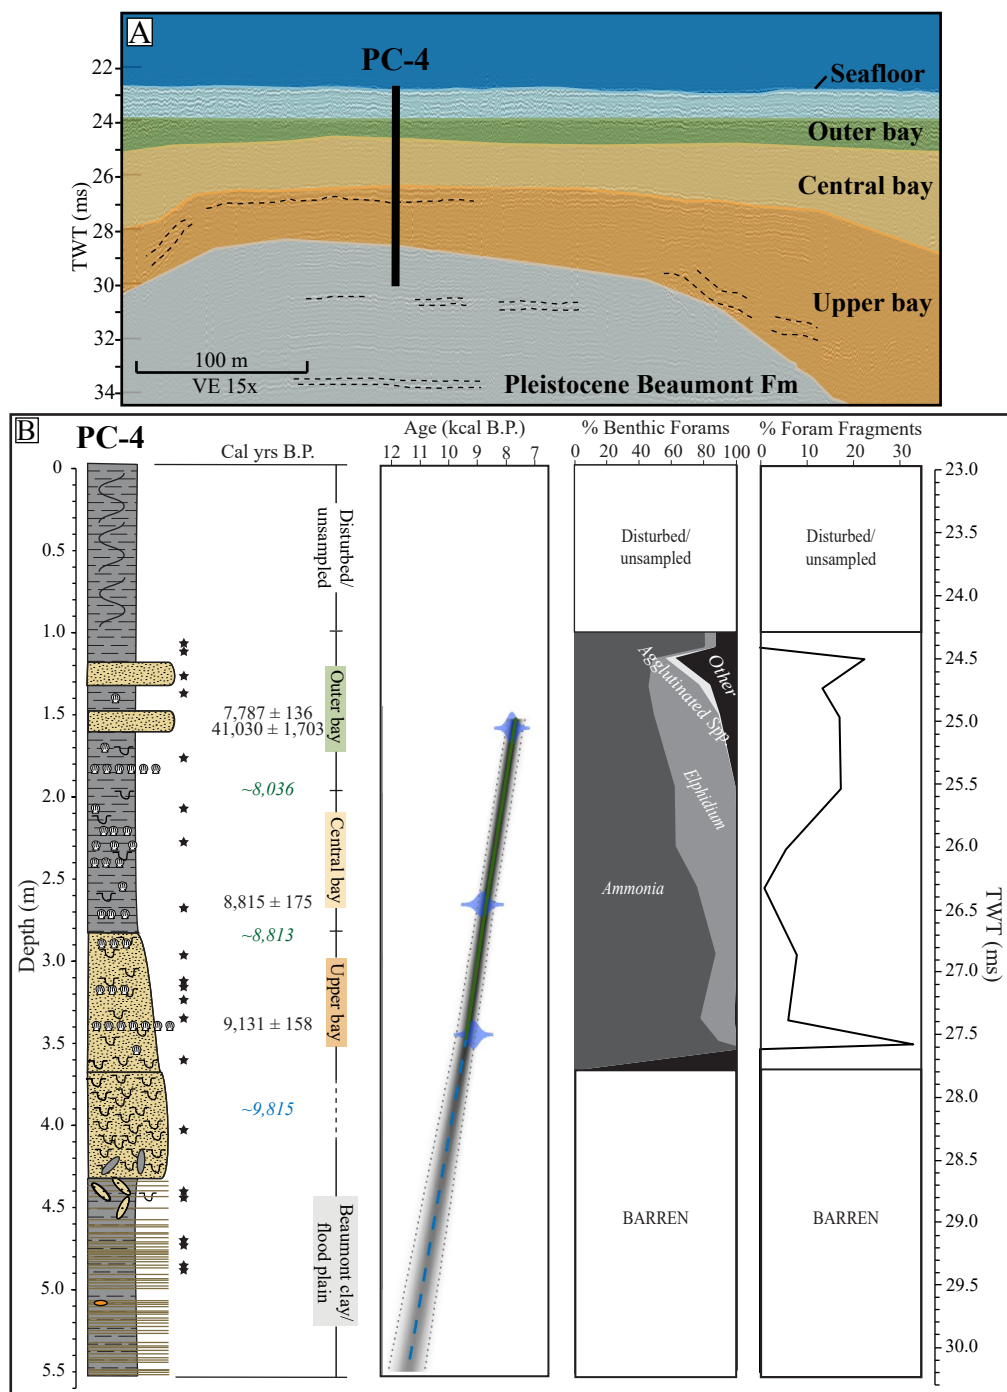 A
PC-4
Seafloor
Outer bay
Central bay
Upper bay
Pleistocene Beaumont Fm
22
24
26
28
30
32
34
TWT (ms)
100 m
VE 15x
B
PC-4
Cal yrs B.P.
Age (kcal B.P.)
% Benthic Forams
% Foram Fragments
12 11 10 9 8 7
0 20 40 60 80 100
0 10 20 30
Depth (m)
0
0.5
1.0
1.5
2.0
2.5
3.0
3.5
4.0
4.5
5.0
5.5
7,787 ± 136
41,030 ± 1,703
~8,036
8,815 ± 175
~8,813
9,131 ± 158
~9,815
Disturbed/
unsampled
Outer bay
Central bay
Upper bay
Beaumont clay/
flood plain
Disturbed/
unsampled
Other
Agglutinated Spp
Elphidium
Ammonia
BARREN
Disturbed/
unsampled
BARREN
23.0
23.5
24.0
24.5
25.0
25.5
26.0
26.5
27.0
27.5
28.0
28.5
29.0
29.5
30.0
TWT
(ms)